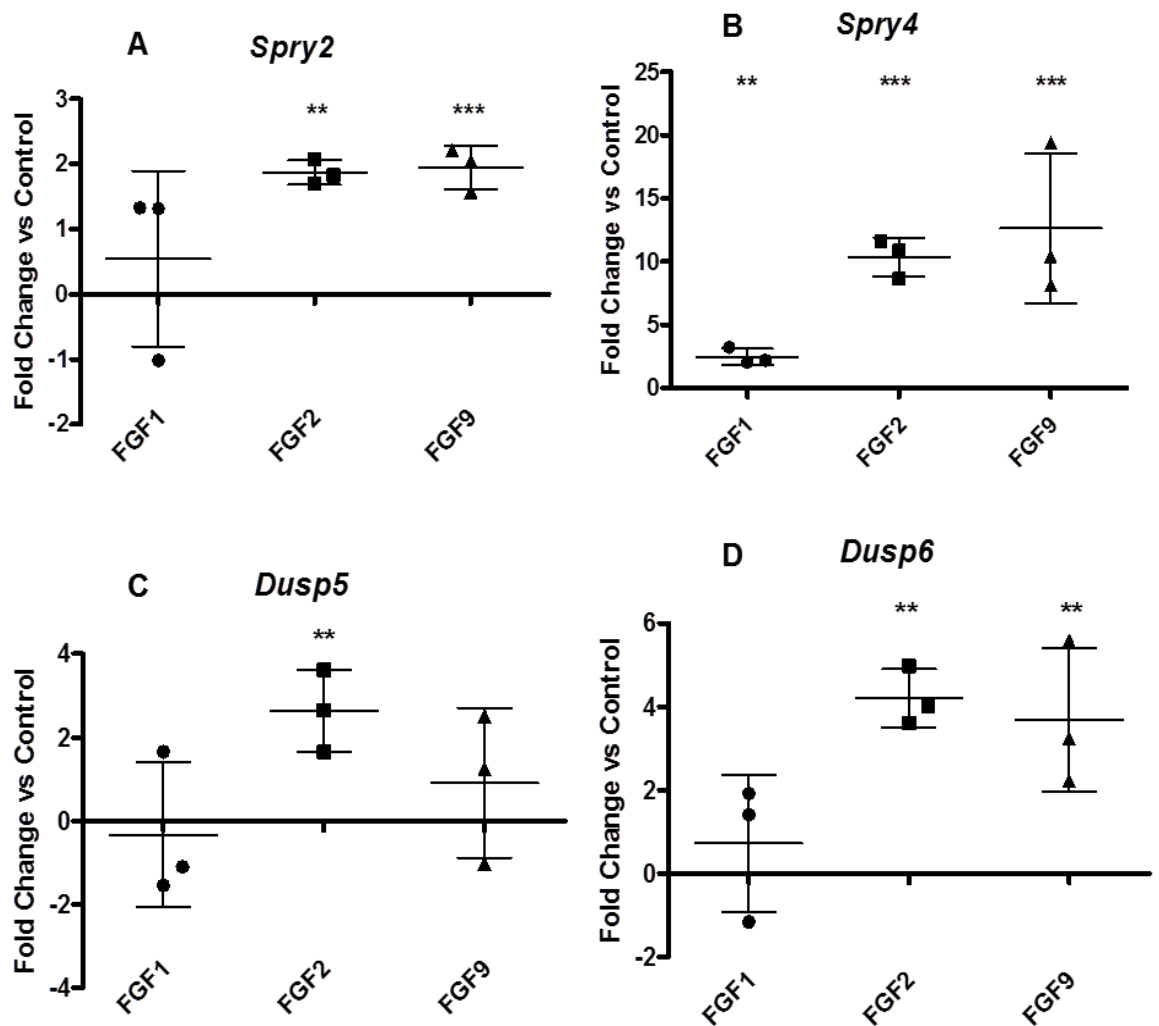 A Spry2
Fold Change vs Control
3
2
1
0
-1
-2
** ***
FGF1 FGF2 FGF9
B Spry4
Fold Change vs Control
25
20
15
10
5
0
** *** ***
FGF1 FGF2 FGF9
C Dusp5
Fold Change vs Control
4
2
0
-2
-4
**
FGF1 FGF2 FGF9
D Dusp6
Fold Change vs Control
6
4
2
0
-2
** **
FGF1 FGF2 FGF9